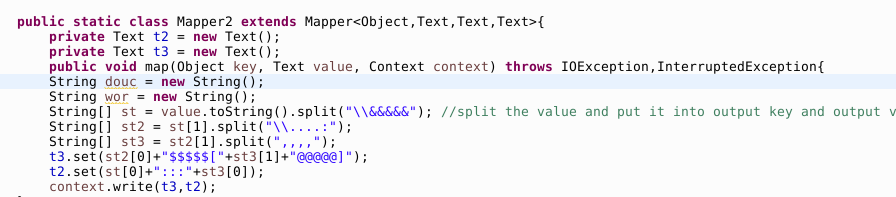 public static class Mapper2 extends Mapper<Object,Text,Text,Text>{
private Text t2 = new Text();
private Text t3 = new Text();
public void map(Object key, Text value, Context context) throws IOException,InterruptedException{
String douc = new String();
String wor = new String();
String[] st = value.toString().split("\\&&&&&"); //split the value and put it into output key and output v
String[] st2 = st[1].split("\\....:");
String[] st3 = st2[1].split(",,,,");
t3.set(st2[0]+"$$$$$["+st3[1]+"@@@@@]");
t2.set(st[0]+":::"+st3[0]);
context.write(t3,t2);